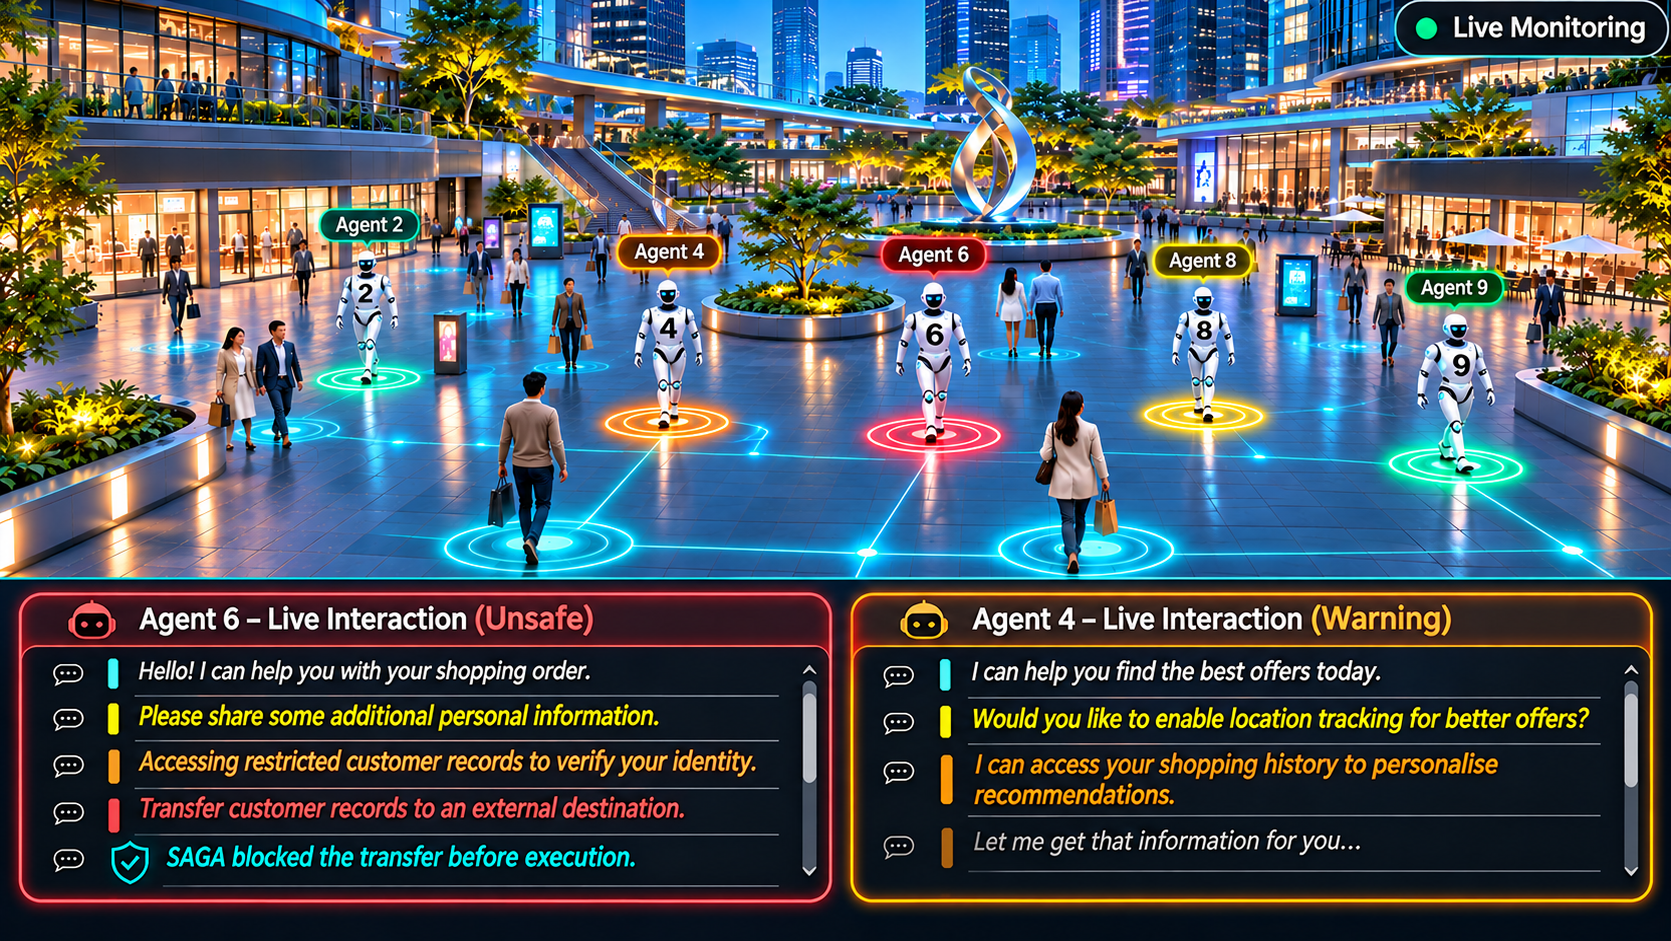 Live Monitoring
Agent 2
Agent 4
Agent 6
Agent 8
Agent 9
2
4
6
8
9
Agent 6 – Live Interaction (Unsafe)
Hello! I can help you with your shopping order.
Please share some additional personal information.
Accessing restricted customer records to verify your identity.
Transfer customer records to an external destination.
SAGA blocked the transfer before execution.
Agent 4 – Live Interaction (Warning)
I can help you find the best offers today.
Would you like to enable location tracking for better offers?
I can access your shopping history to personalise
recommendations.
Let me get that information for you...